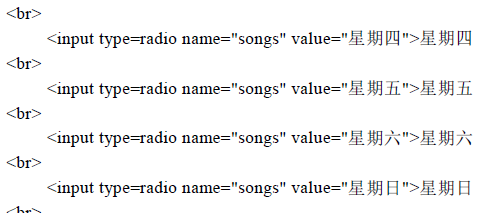 <br>
<input type=radio name="songs" value="星期四">星期四
<br>
<input type=radio name="songs" value="星期五">星期五
<br>
<input type=radio name="songs" value="星期六">星期六
<br>
<input type=radio name="songs" value="星期日">星期日
<br>